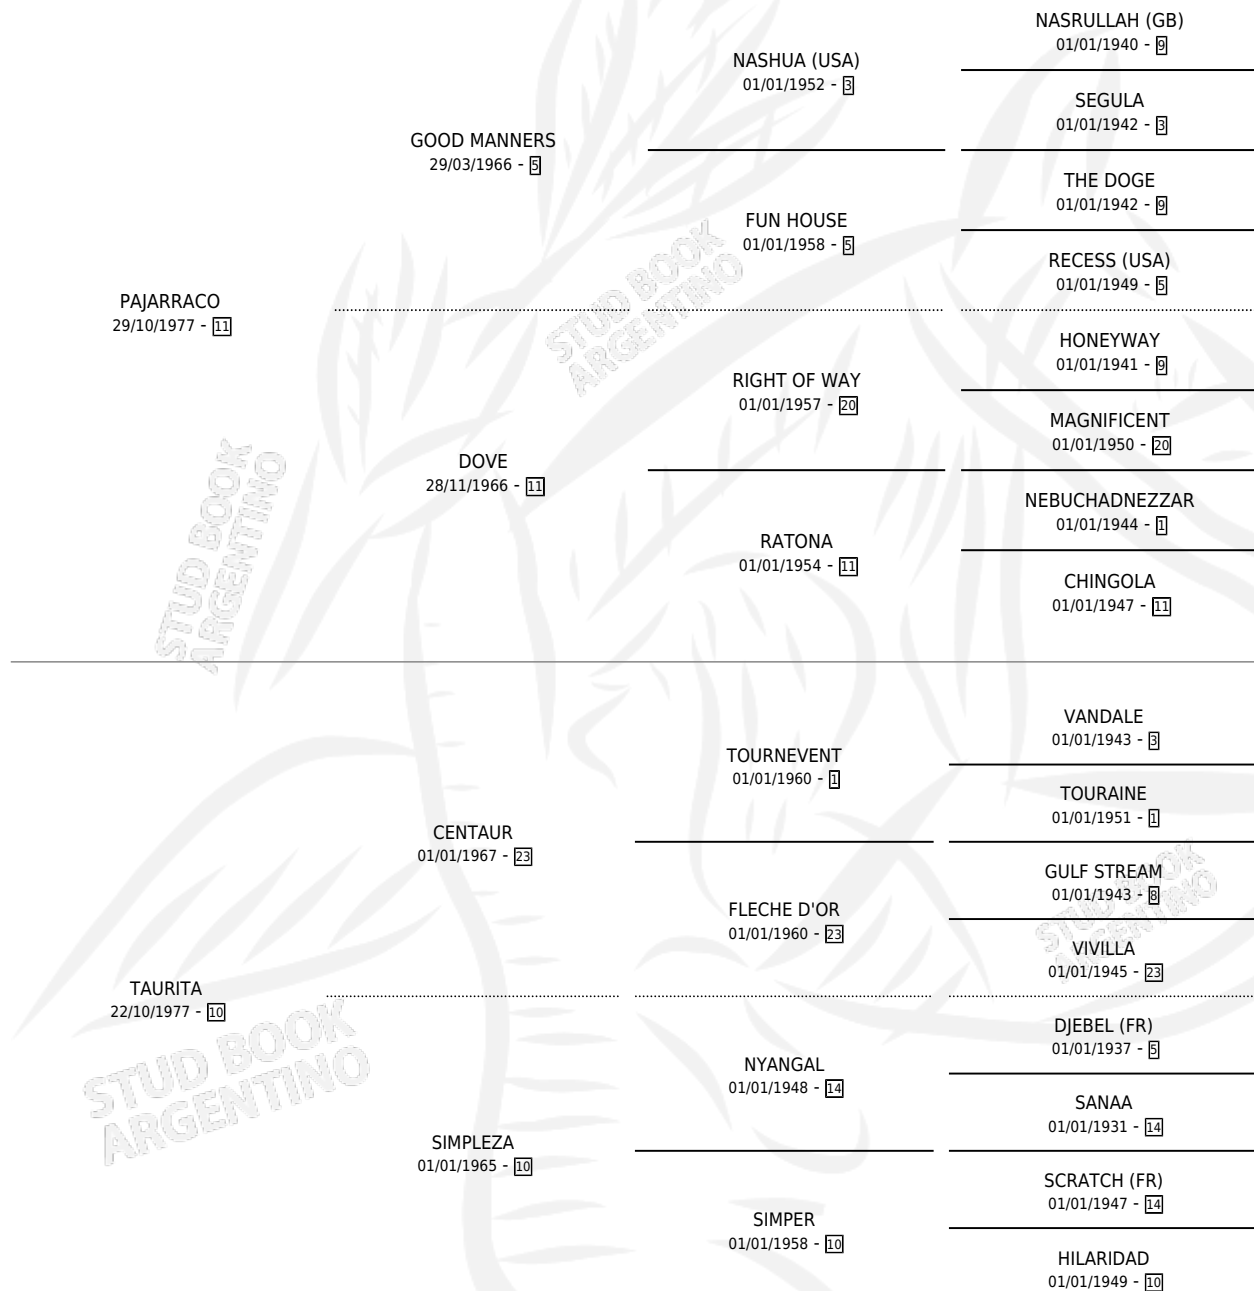 NASRULLAH (GB)
01/01/1940 - 9
NASHUA (USA)
01/01/1952 - 3
SEGULA
01/01/1942 - 3
GOOD MANNERS
29/03/1966 - 5
THE DOGE
01/01/1942 - 9
FUN HOUSE
01/01/1958 - 5
RECESS (USA)
01/01/1949 - 5
PAJARRACO
29/10/1977 - 11
HONEYWAY
01/01/1941 - 9
RIGHT OF WAY
01/01/1957 - 20
MAGNIFICENT
01/01/1950 - 20
DOVE
28/11/1966 - 11
NEBUCHADNEZZAR
01/01/1944 - 1
RATONA
01/01/1954 - 11
CHINGOLA
01/01/1947 - 11
VANDALE
01/01/1943 - 3
TOURNEVENT
01/01/1960 - 1
TOURAINE
01/01/1951 - 1
CENTAUR
01/01/1967 - 23
GULF STREAM
01/01/1943 - 8
FLECHE D'OR
01/01/1960 - 23
VIVILLA
01/01/1945 - 23
TAURITA
22/10/1977 - 10
DJEBEL (FR)
01/01/1937 - 5
NYANGAL
01/01/1948 - 14
SANAA
01/01/1931 - 14
SIMPLEZA
01/01/1965 - 10
SCRATCH (FR)
01/01/1947 - 14
SIMPER
01/01/1958 - 10
HILARIDAD
01/01/1949 - 10
STUD BOOK
ARGENTINO
STUD BOOK
ARGENTINO
STUD BOOK
ARGENTINO
STUD BOOK
ARGENTINO